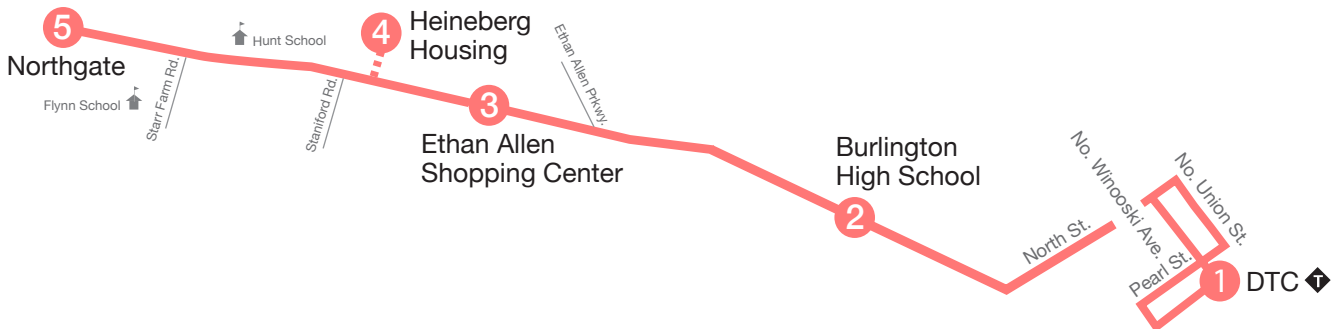 5
Northgate
Flynn School
Starr Farm Rd.
Hunt School
Staniford Rd.
4
Heineberg
Housing
3
Ethan Allen
Shopping Center
Ethan Allen Prkwy.
Burlington
High School
2
North St.
No. Winooski Ave.
No. Union St.
Pearl St.
1
DTC T